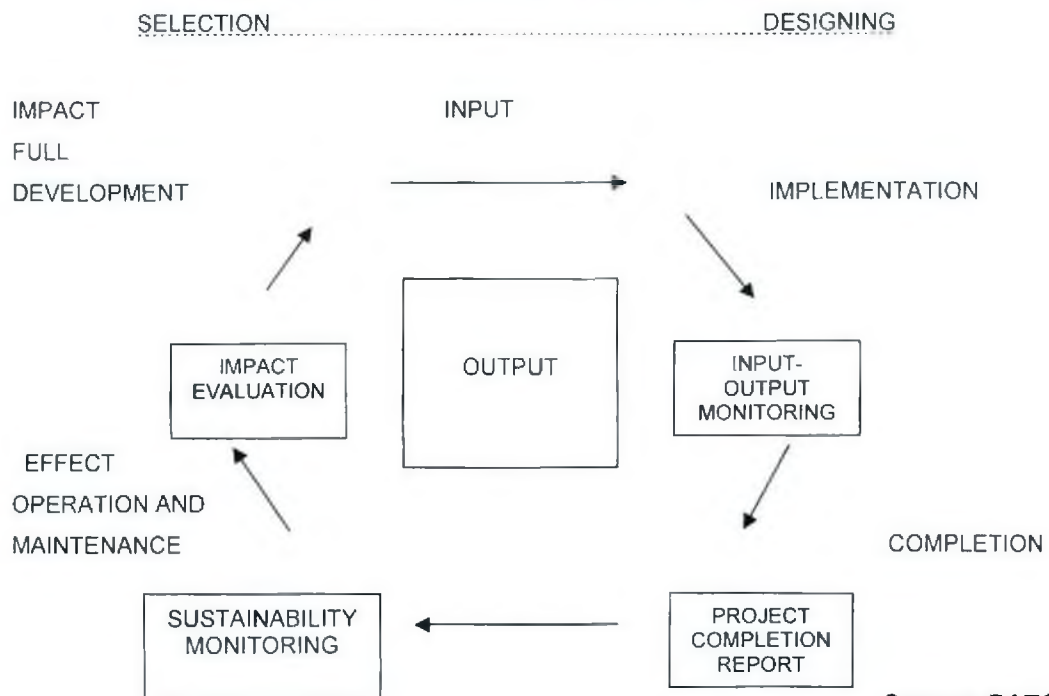 SELECTION DESIGNING
IMPACT INPUT
FULL
DEVELOPMENT IMPLEMENTATION
IMPACT
EVALUATION
OUTPUT
INPUT-
OUTPUT
MONITORING
EFFECT
OPERATION AND
MAINTENANCE COMPLETION
SUSTAINABILITY
MONITORING
PROJECT
COMPLETION
REPORT